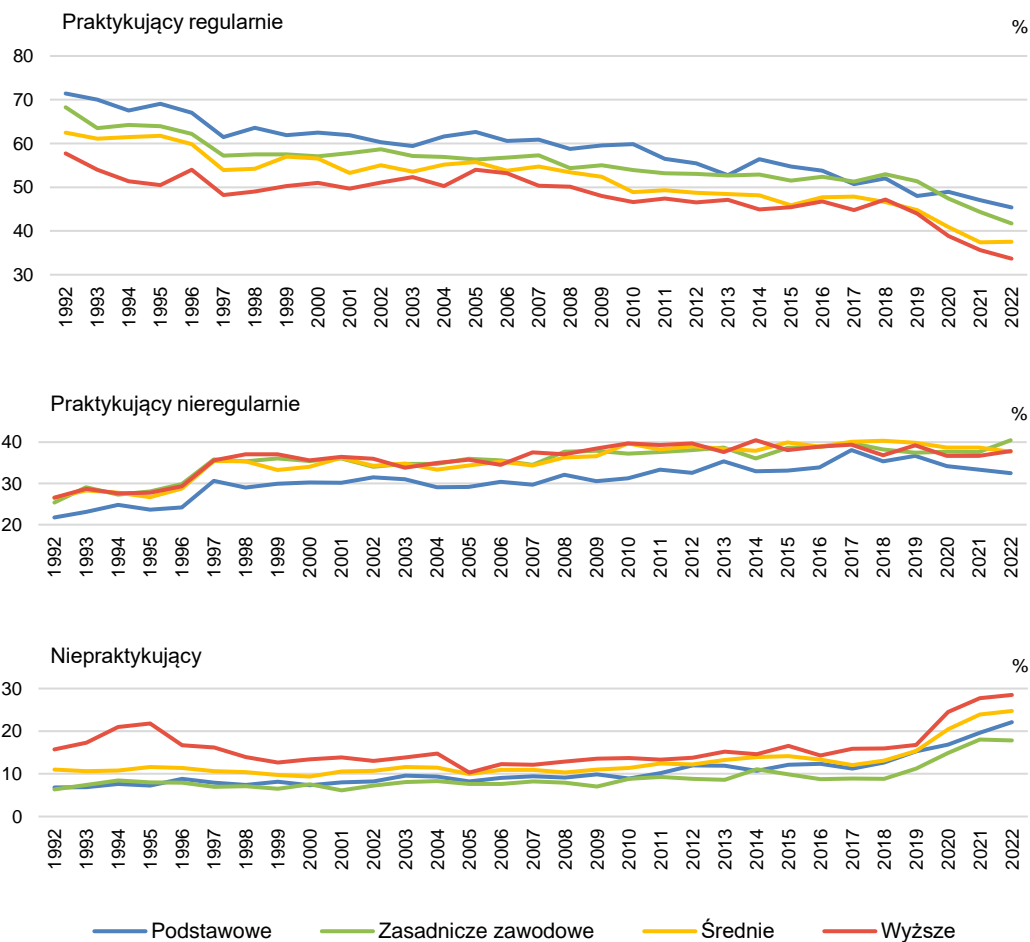 Praktykujący regularnie
%
80
70
60
50
40
30
1992 1993 1994 1995 1996 1997 1998 1999 2000 2001 2002 2003 2004 2005 2006 2007 2008 2009 2010 2011 2012 2013 2014 2015 2016 2017 2018 2019 2020 2021 2022
Praktykujący nieregularnie
%
40
30
20
1992 1993 1994 1995 1996 1997 1998 1999 2000 2001 2002 2003 2004 2005 2006 2007 2008 2009 2010 2011 2012 2013 2014 2015 2016 2017 2018 2019 2020 2021 2022
Niepraktykujący
%
30
20
10
0
1992 1993 1994 1995 1996 1997 1998 1999 2000 2001 2002 2003 2004 2005 2006 2007 2008 2009 2010 2011 2012 2013 2014 2015 2016 2017 2018 2019 2020 2021 2022
Podstawowe Zasadnicze zawodowe Średnie Wyższe